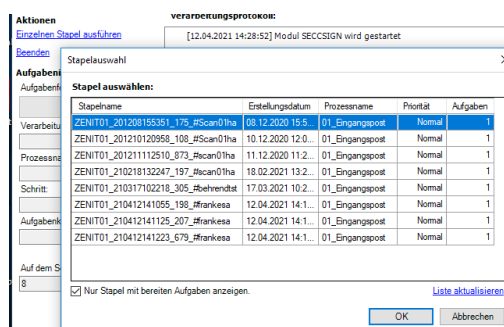 Aktionen
Verarbeitungsprotokoll:
Einzelnen Stapel ausführen
[12.04.2021 14:28:52] Modul SECCSIGN wird gestartet
Beenden
Stapelauswahl
Stapel auswählen:
Stapelname Erstellungsdatum Prozessname Priorität Aufgaben
ZENIT01_201208155351_175_#Scan01ha 08.12.2020 15:5... 01_Eingangspost Normal 1
ZENIT01_201210120958_108_#Scan01ha 10.12.2020 12:0... 01_Eingangspost Normal 1
ZENIT01_201211112510_873_#scan01ha 11.12.2020 11:2... 01_Eingangspost Normal 1
ZENIT01_210218132247_197_#scan01ha 18.02.2021 13:2... 01_Eingangspost Normal 1
ZENIT01_210317102218_305_#behrendtst 17.03.2021 10:2... 01_Eingangspost Normal 1
ZENIT01_210412141055_198_#frankesa 12.04.2021 14:1... 01_Eingangspost Normal 1
ZENIT01_210412141125_207_#frankesa 12.04.2021 14:1... 01_Eingangspost Normal 1
ZENIT01_210412141223_679_#frankesa 12.04.2021 14:1... 01_Eingangspost Normal 1
Nur Stapel mit bereiten Aufgaben anzeigen.
Liste aktualisieren
OK Abbrechen
Aufgabeni
Aufgabenfo
Verarbeitu
Prozessna
Schritt:
Aufgabenk
Auf dem S
8